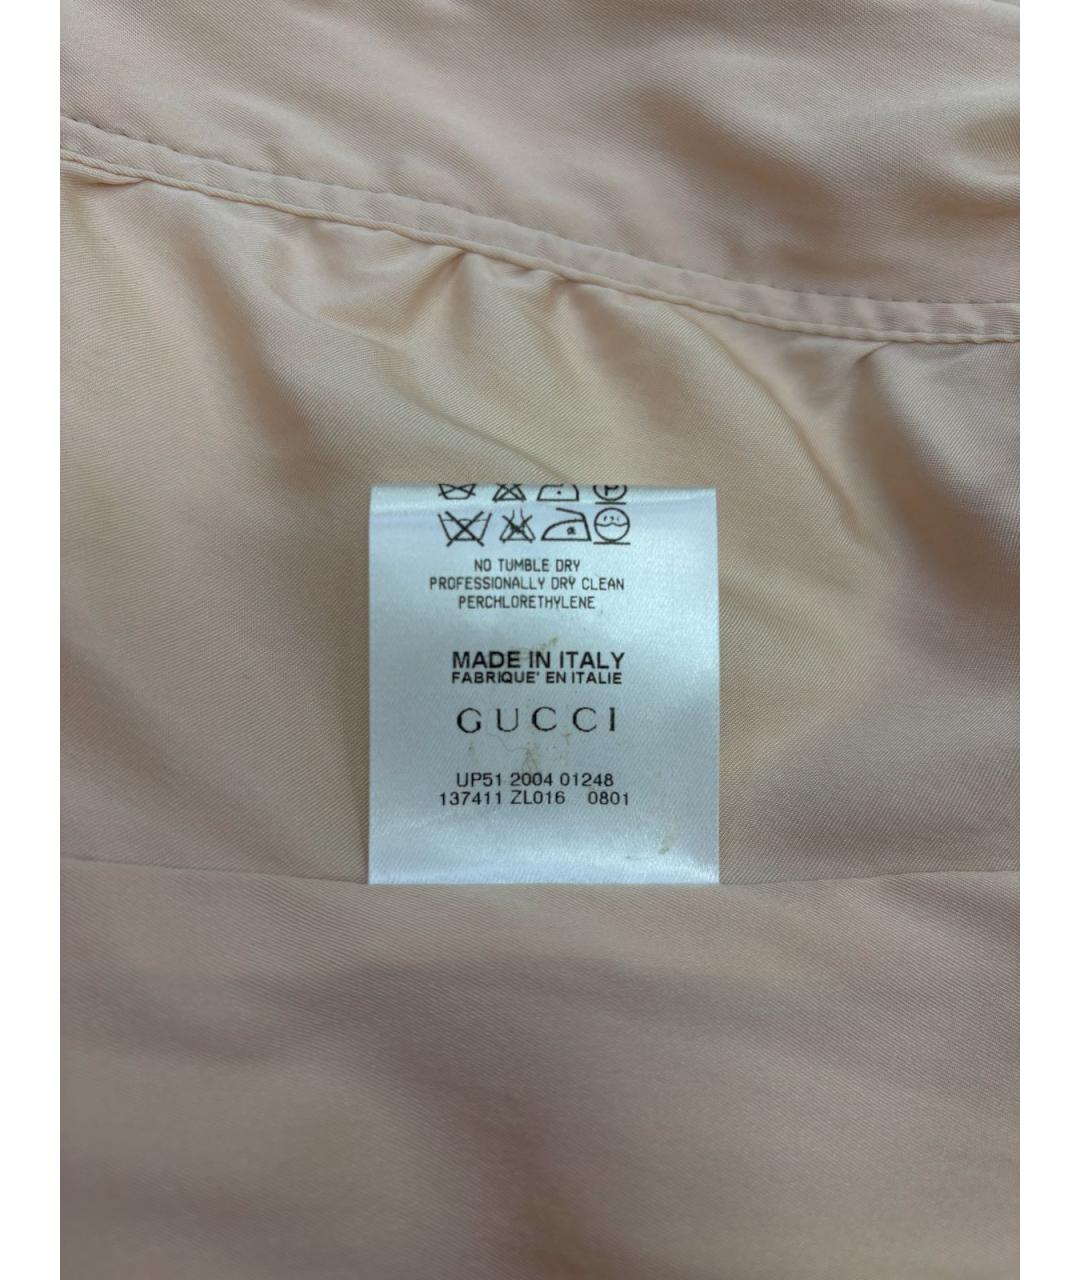 NO TUMBLE DRY
PROFESSIONALLY DRY CLEAN
PERCHLORETHYLENE
MADE IN ITALY
FABRIQUE' EN ITALIE
GUCCI
UP51 2004 01248
137411 ZL016 0801